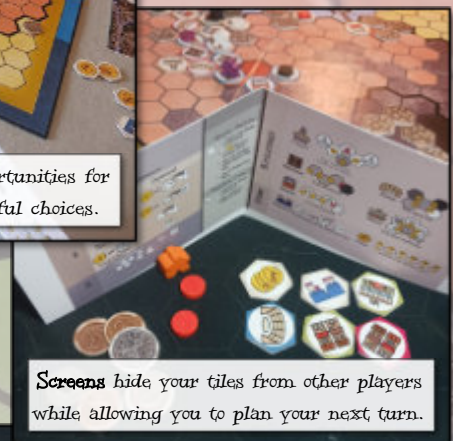 rtunities for
ful choices.
Screens hide your tiles from other players
while allowing you to plan your next turn.